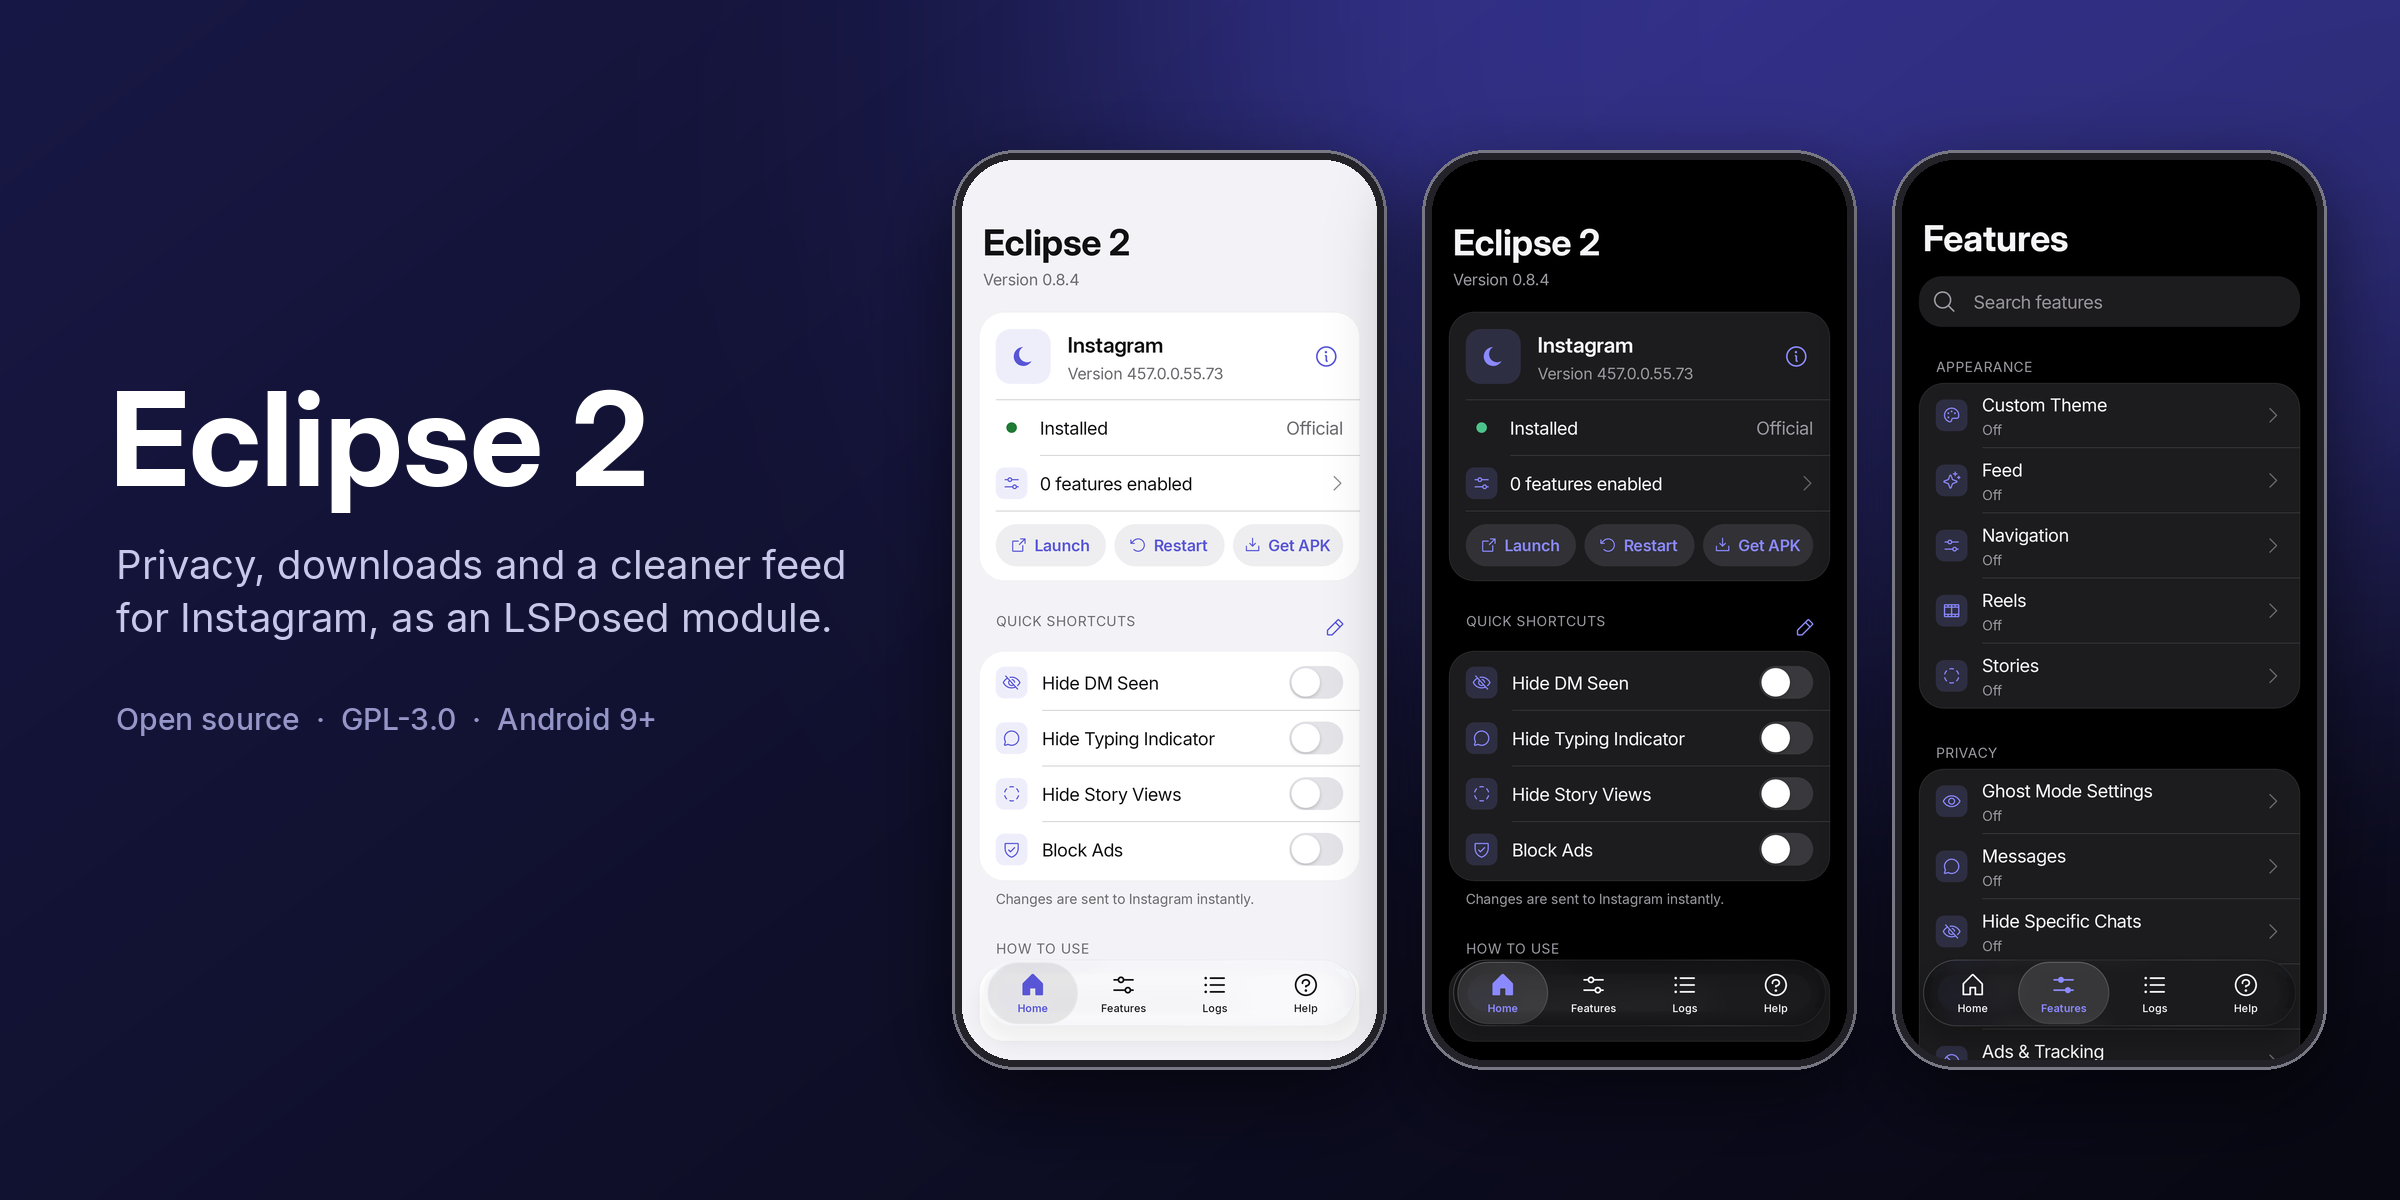 Eclipse 2
Privacy, downloads and a cleaner feed
for Instagram, as an LSPosed module.
Open source · GPL-3.0 · Android 9+
Eclipse 2
Version 0.8.4
Instagram
Version 457.0.0.55.73
Installed Official
0 features enabled
Launch Restart Get APK
QUICK SHORTCUTS
Hide DM Seen
Hide Typing Indicator
Hide Story Views
Block Ads
Changes are sent to Instagram instantly.
HOW TO USE
Home Features Logs Help
Eclipse 2
Version 0.8.4
Instagram
Version 457.0.0.55.73
Installed Official
0 features enabled
Launch Restart Get APK
QUICK SHORTCUTS
Hide DM Seen
Hide Typing Indicator
Hide Story Views
Block Ads
Changes are sent to Instagram instantly.
HOW TO USE
Home Features Logs Help
Features
Search features
APPEARANCE
Custom Theme
Off
Feed
Off
Navigation
Off
Reels
Off
Stories
Off
PRIVACY
Ghost Mode Settings
Off
Messages
Off
Hide Specific Chats
Off
Home Features Logs Help
Ads & Tracking